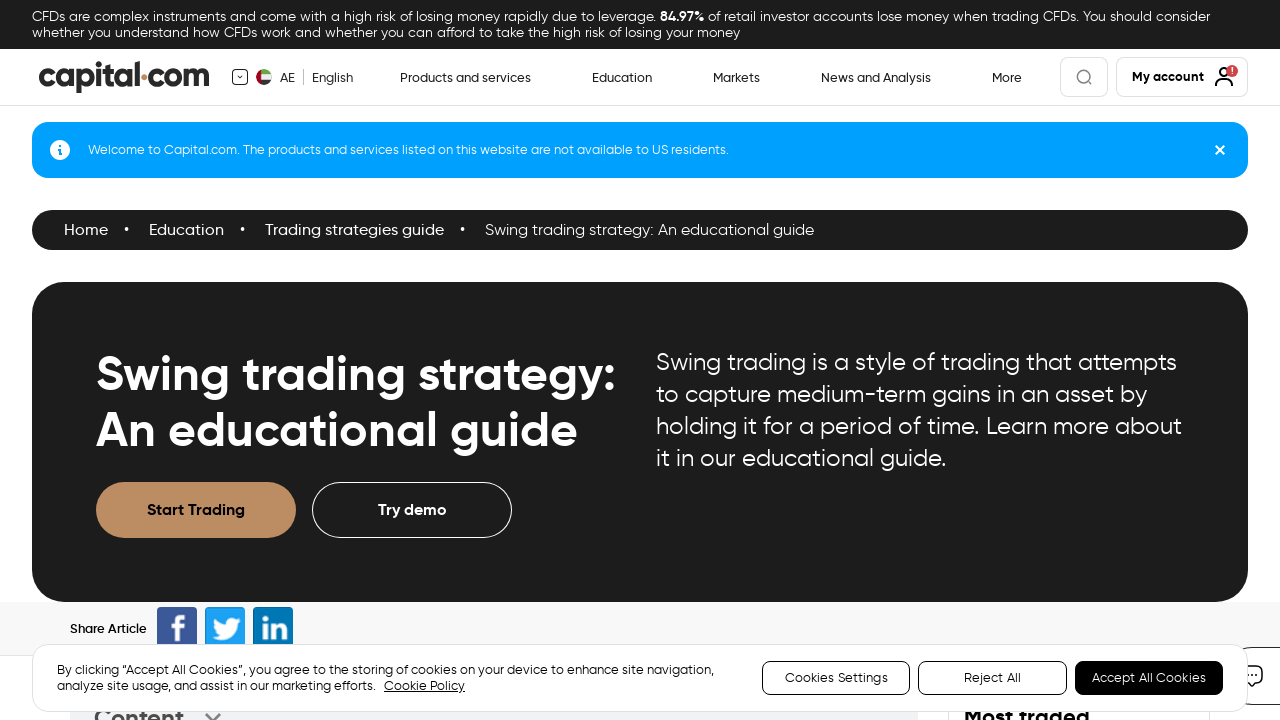 CFDs are complex instruments and come with a high risk of losing money rapidly due to leverage. 84.97% of retail investor accounts lose money when trading CFDs. You should consider
whether you understand how CFDs work and whether you can afford to take the high risk of losing your money
capital.com
AE
English
Products and services
Education
Markets
News and Analysis
More
My account
!
Welcome to Capital.com. The products and services listed on this website are not available to US residents.
Home • Education • Trading strategies guide • Swing trading strategy: An educational guide
Swing trading strategy:
An educational guide
Start Trading
Try demo
Swing trading is a style of trading that attempts
to capture medium-term gains in an asset by
holding it for a period of time. Learn more about
it in our educational guide.
Share Article
By clicking “Accept All Cookies”, you agree to the storing of cookies on your device to enhance site navigation,
analyze site usage, and assist in our marketing efforts. Cookie Policy
Cookies Settings
Reject All
Accept All Cookies
Content
Most traded